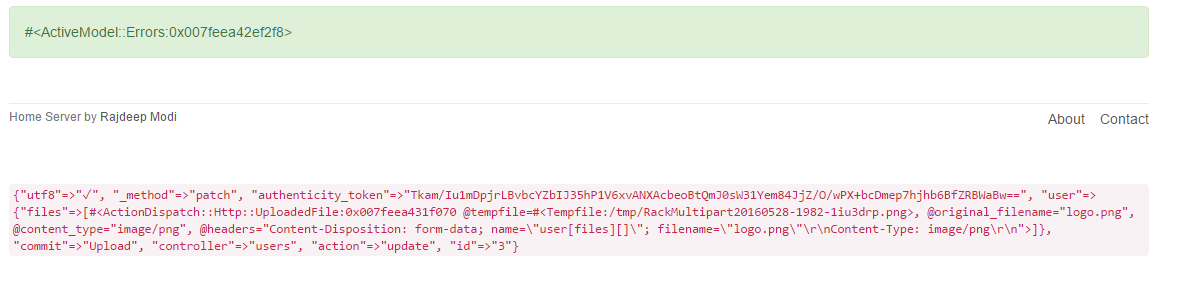 #<ActiveModel::Errors:0x007feea42ef2f8>
Home Server by Rajdeep Modi
About Contact
{"utf8"=>"✓", "_method"=>"patch", "authenticity_token"=>"Tkam/Iu1mDpjrLBvbcYZbIJ35hP1V6xvANXAcbeoBtQmJ0sW31Yem84JjZ/O/wPX+bcDmep7hjhb6BfZRBWaBw==", "user"=>
{"files"=>[#<ActionDispatch::Http::UploadedFile:0x007feea431f070 @tempfile=#<Tempfile:/tmp/RackMultipart20160528-1982-1iu3drp.png>, @original_filename="logo.png",
@content_type="image/png", @headers="Content-Disposition: form-data; name=\"user[files][]\"; filename=\"logo.png\"\r\nContent-Type: image/png\r\n">]},
"commit"=>"Upload", "controller"=>"users", "action"=>"update", "id"=>"3"}